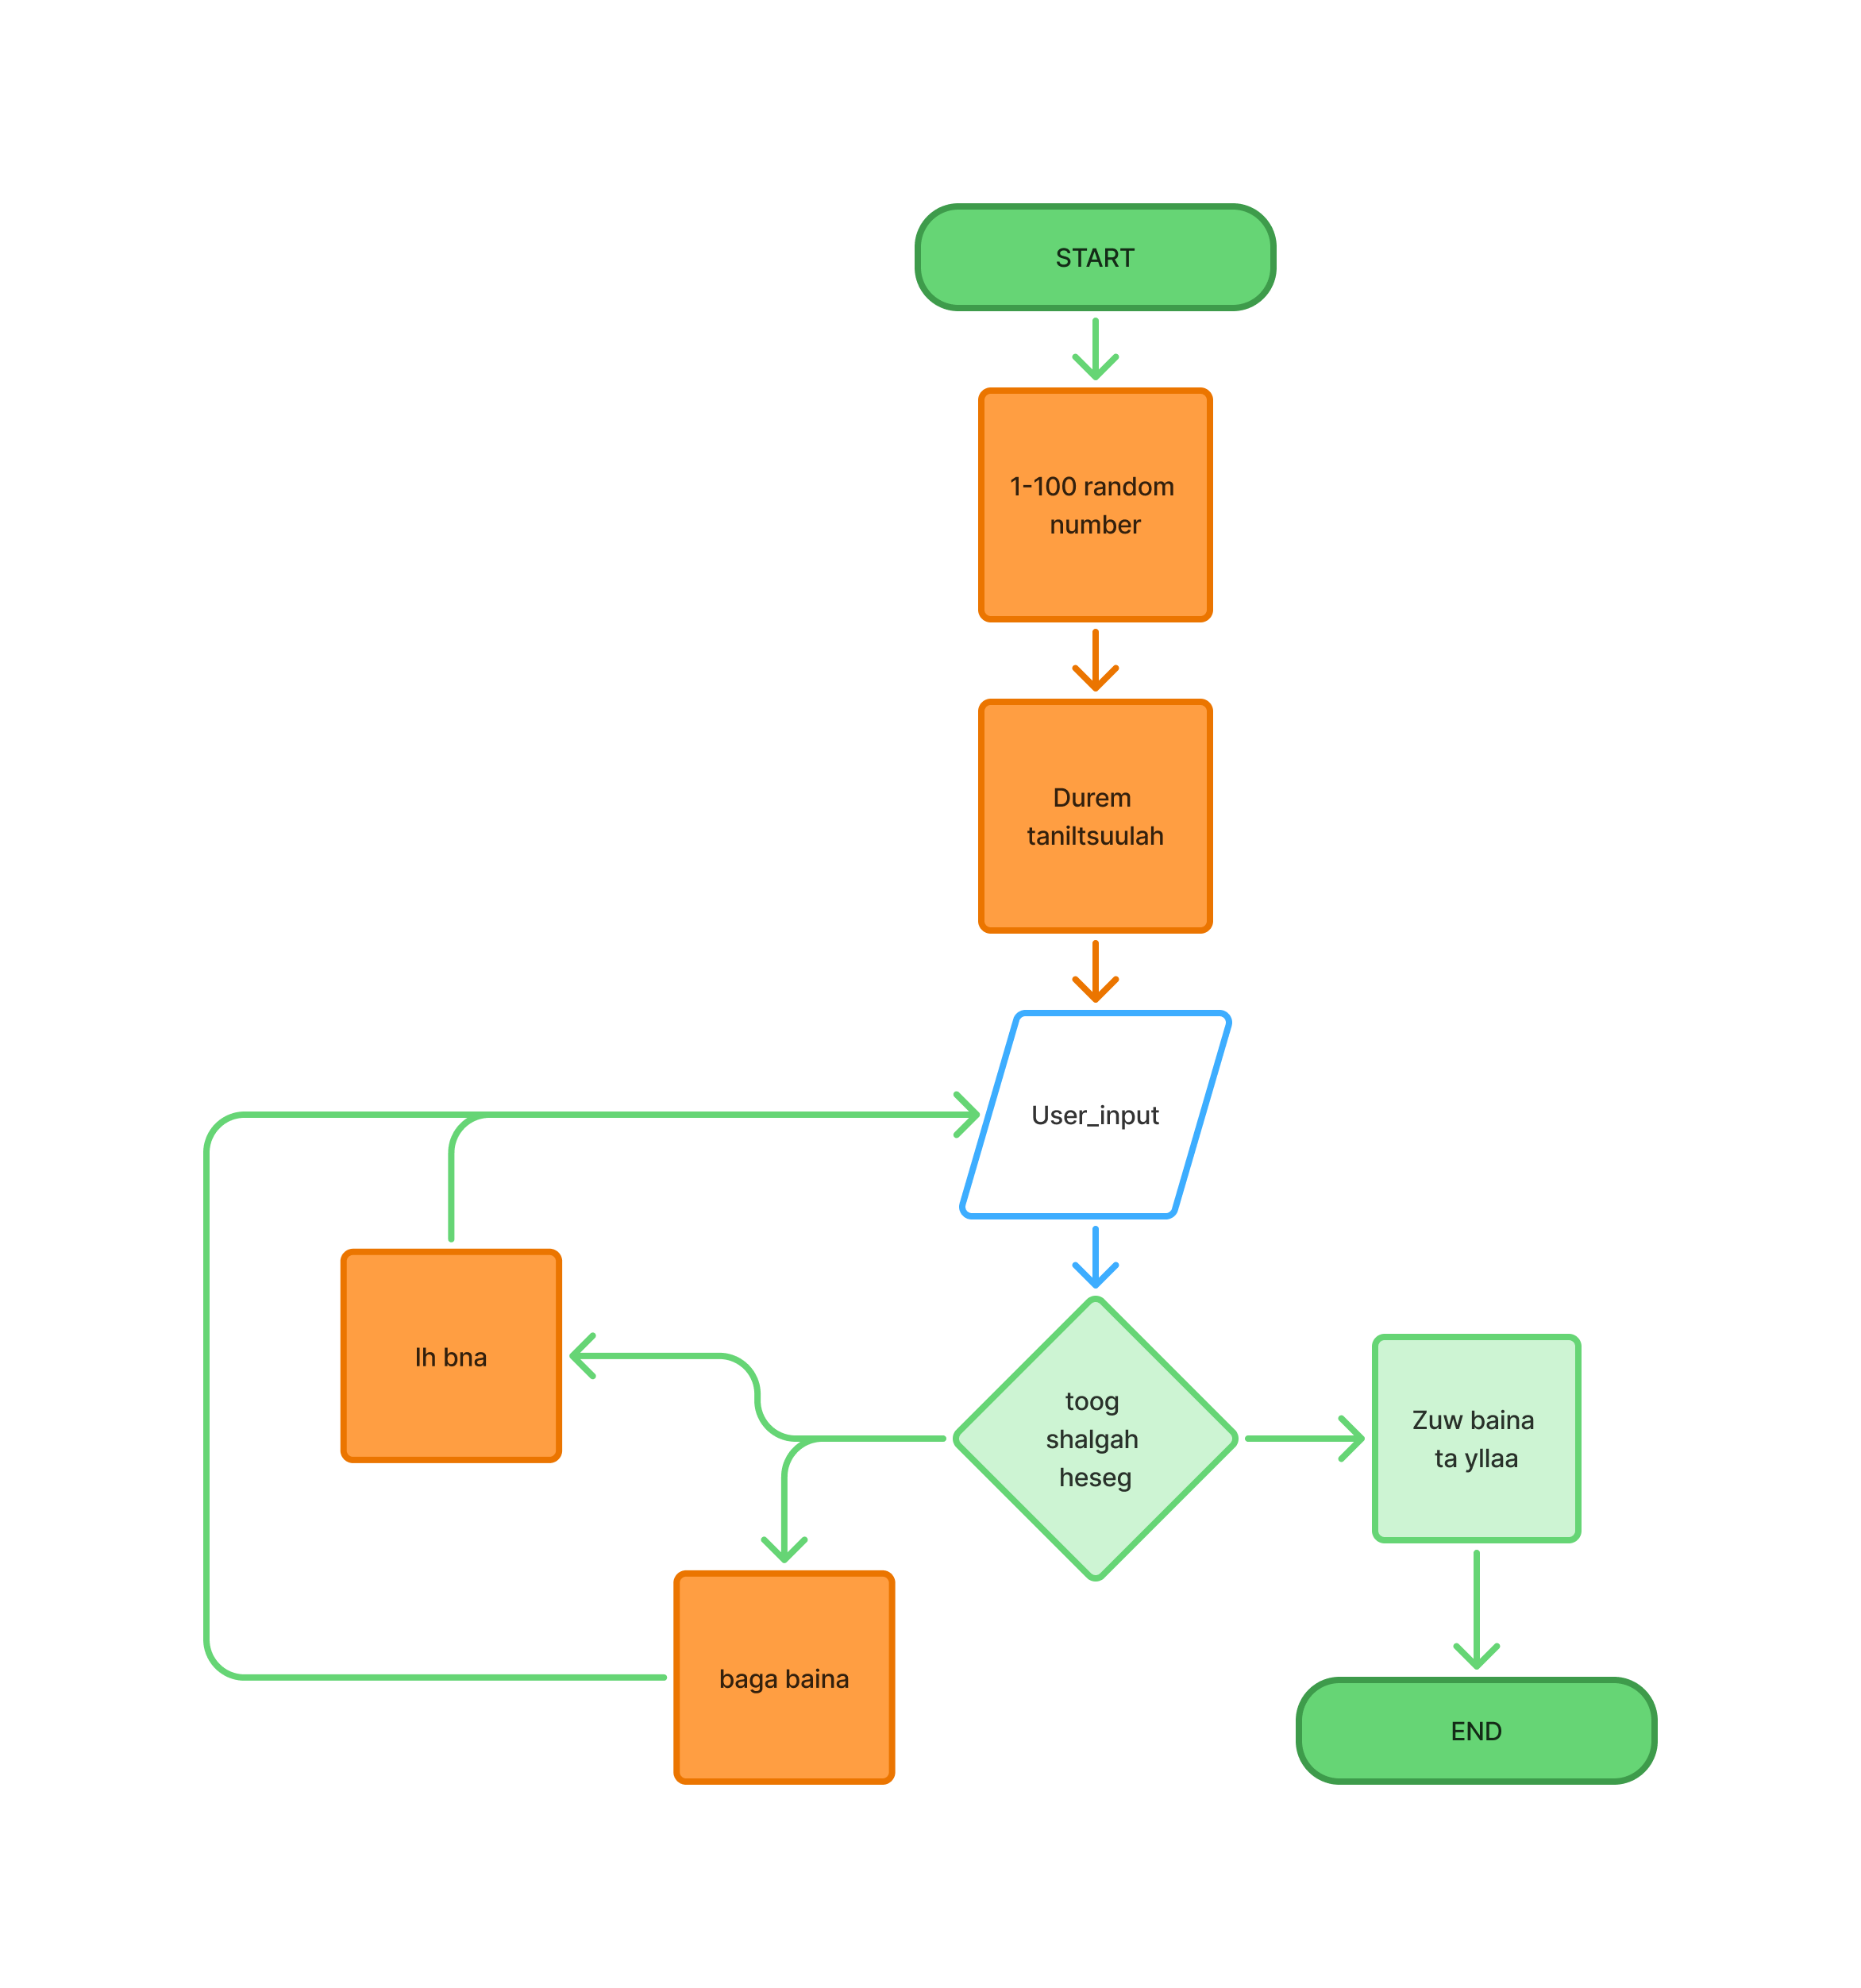 START
1-100 random
number
Durem
taniltsuulah
User_input
Ih bna
toog
shalgah
heseg
Zuw baina
ta yllaa
baga baina
END